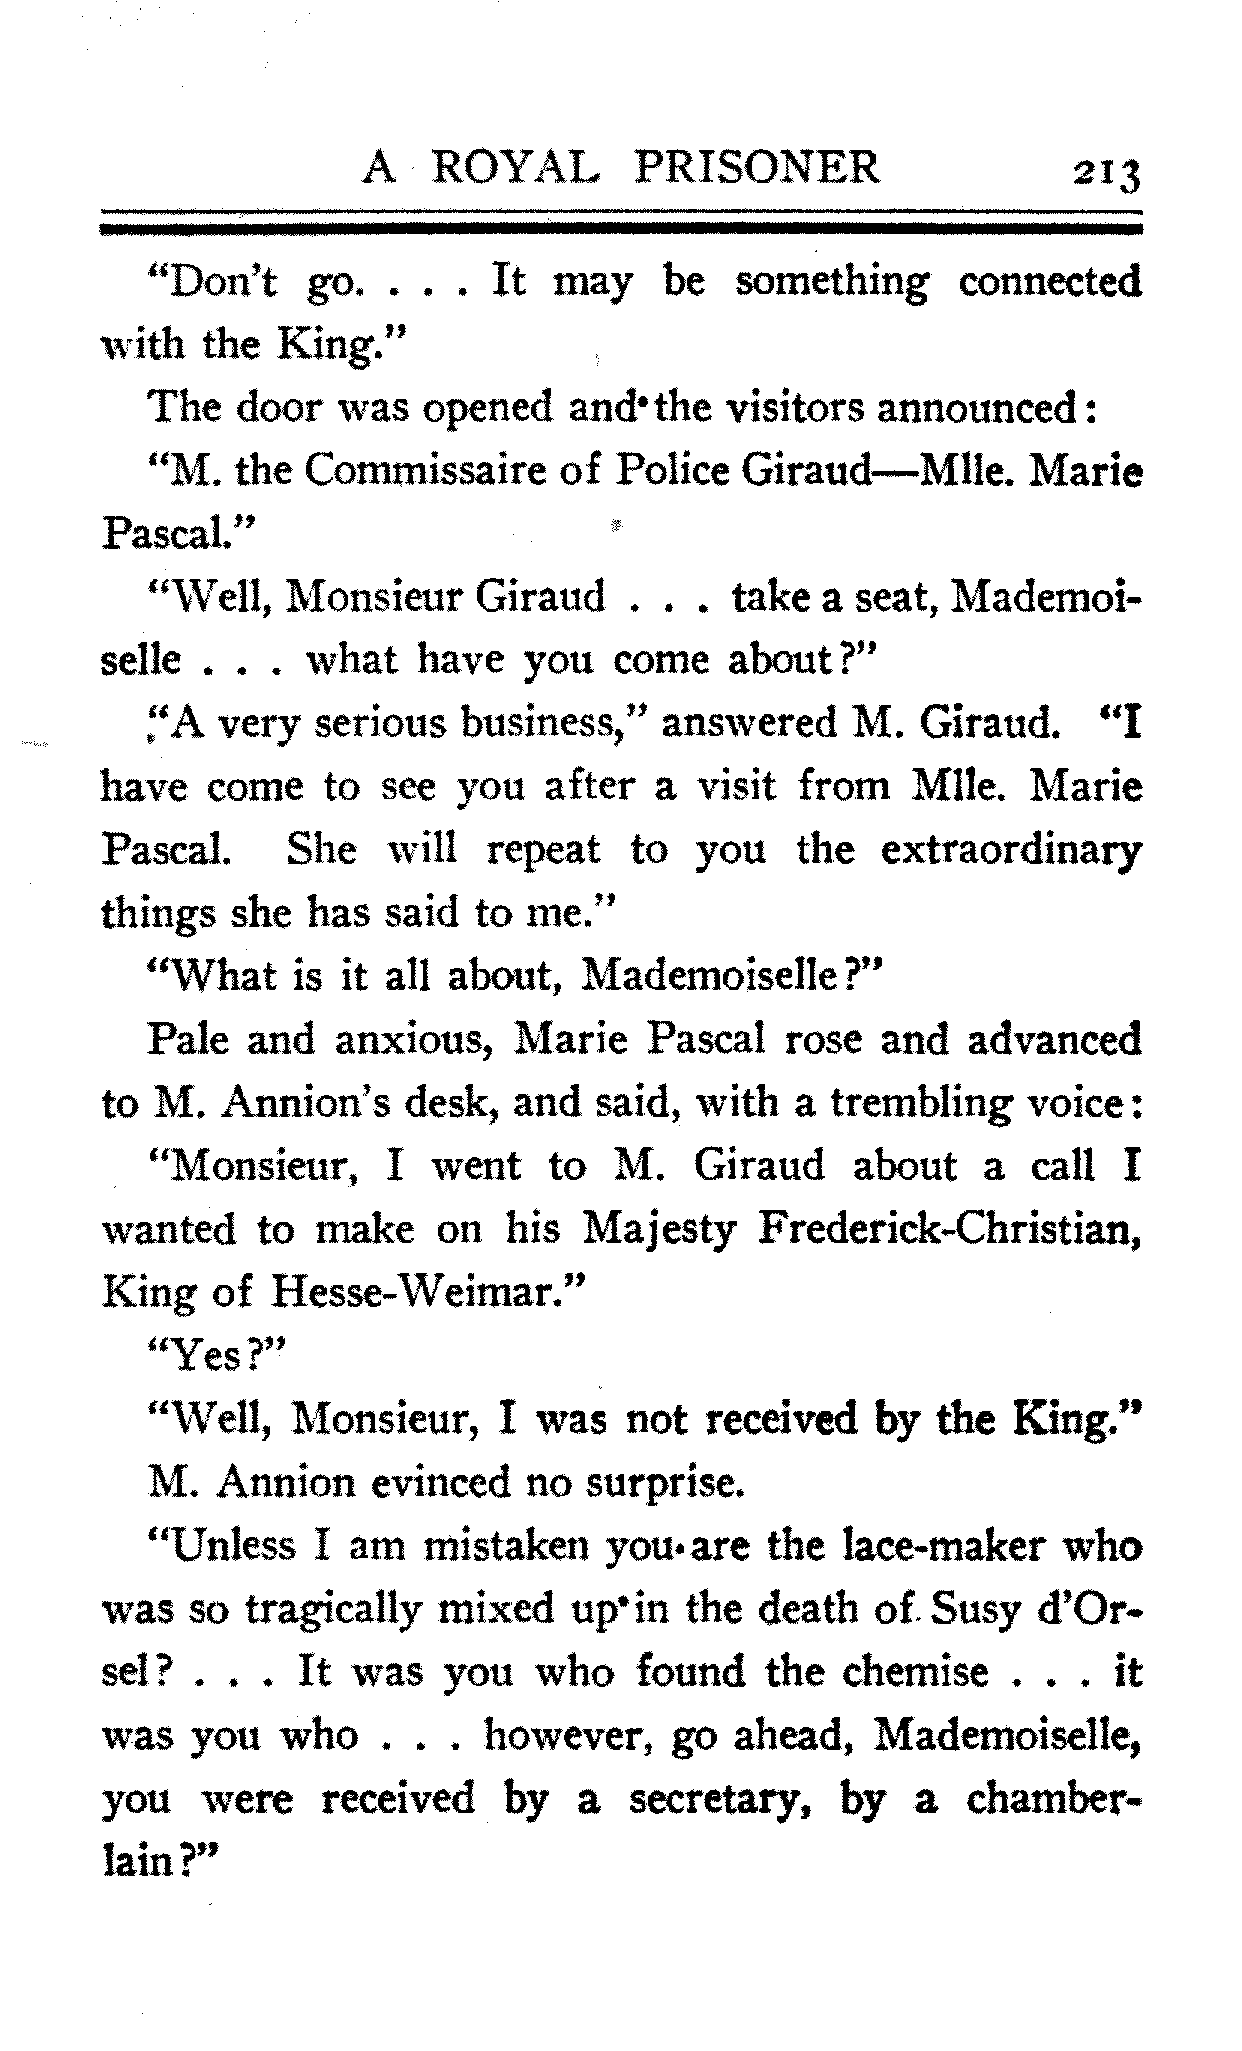 A ROYAL PRISONER 213
"Don't go. . . . It may be something connected
with the King."
The door was opened and the visitors announced:
"M. the Commissaire of Police Giraud—Mlle. Marie
Pascal."
"Well, Monsieur Giraud . . . take a seat, Mademoi-
selle . . . what have you come about?"
"A very serious business," answered M. Giraud. "I
have come to see you after a visit from Mlle. Marie
Pascal. She will repeat to you the extraordinary
things she has said to me."
"What is it all about, Mademoiselle?"
Pale and anxious, Marie Pascal rose and advanced
to M. Annion's desk, and said, with a trembling voice:
"Monsieur, I went to M. Giraud about a call I
wanted to make on his Majesty Frederick-Christian,
King of Hesse-Weimar."
"Yes?"
"Well, Monsieur, I was not received by the King."
M. Annion evinced no surprise.
"Unless I am mistaken you are the lace-maker who
was so tragically mixed up in the death of Susy d'Or-
sel? . . . It was you who found the chemise . . . it
was you who . . . however, go ahead, Mademoiselle,
you were received by a secretary, by a chamber-
lain?"